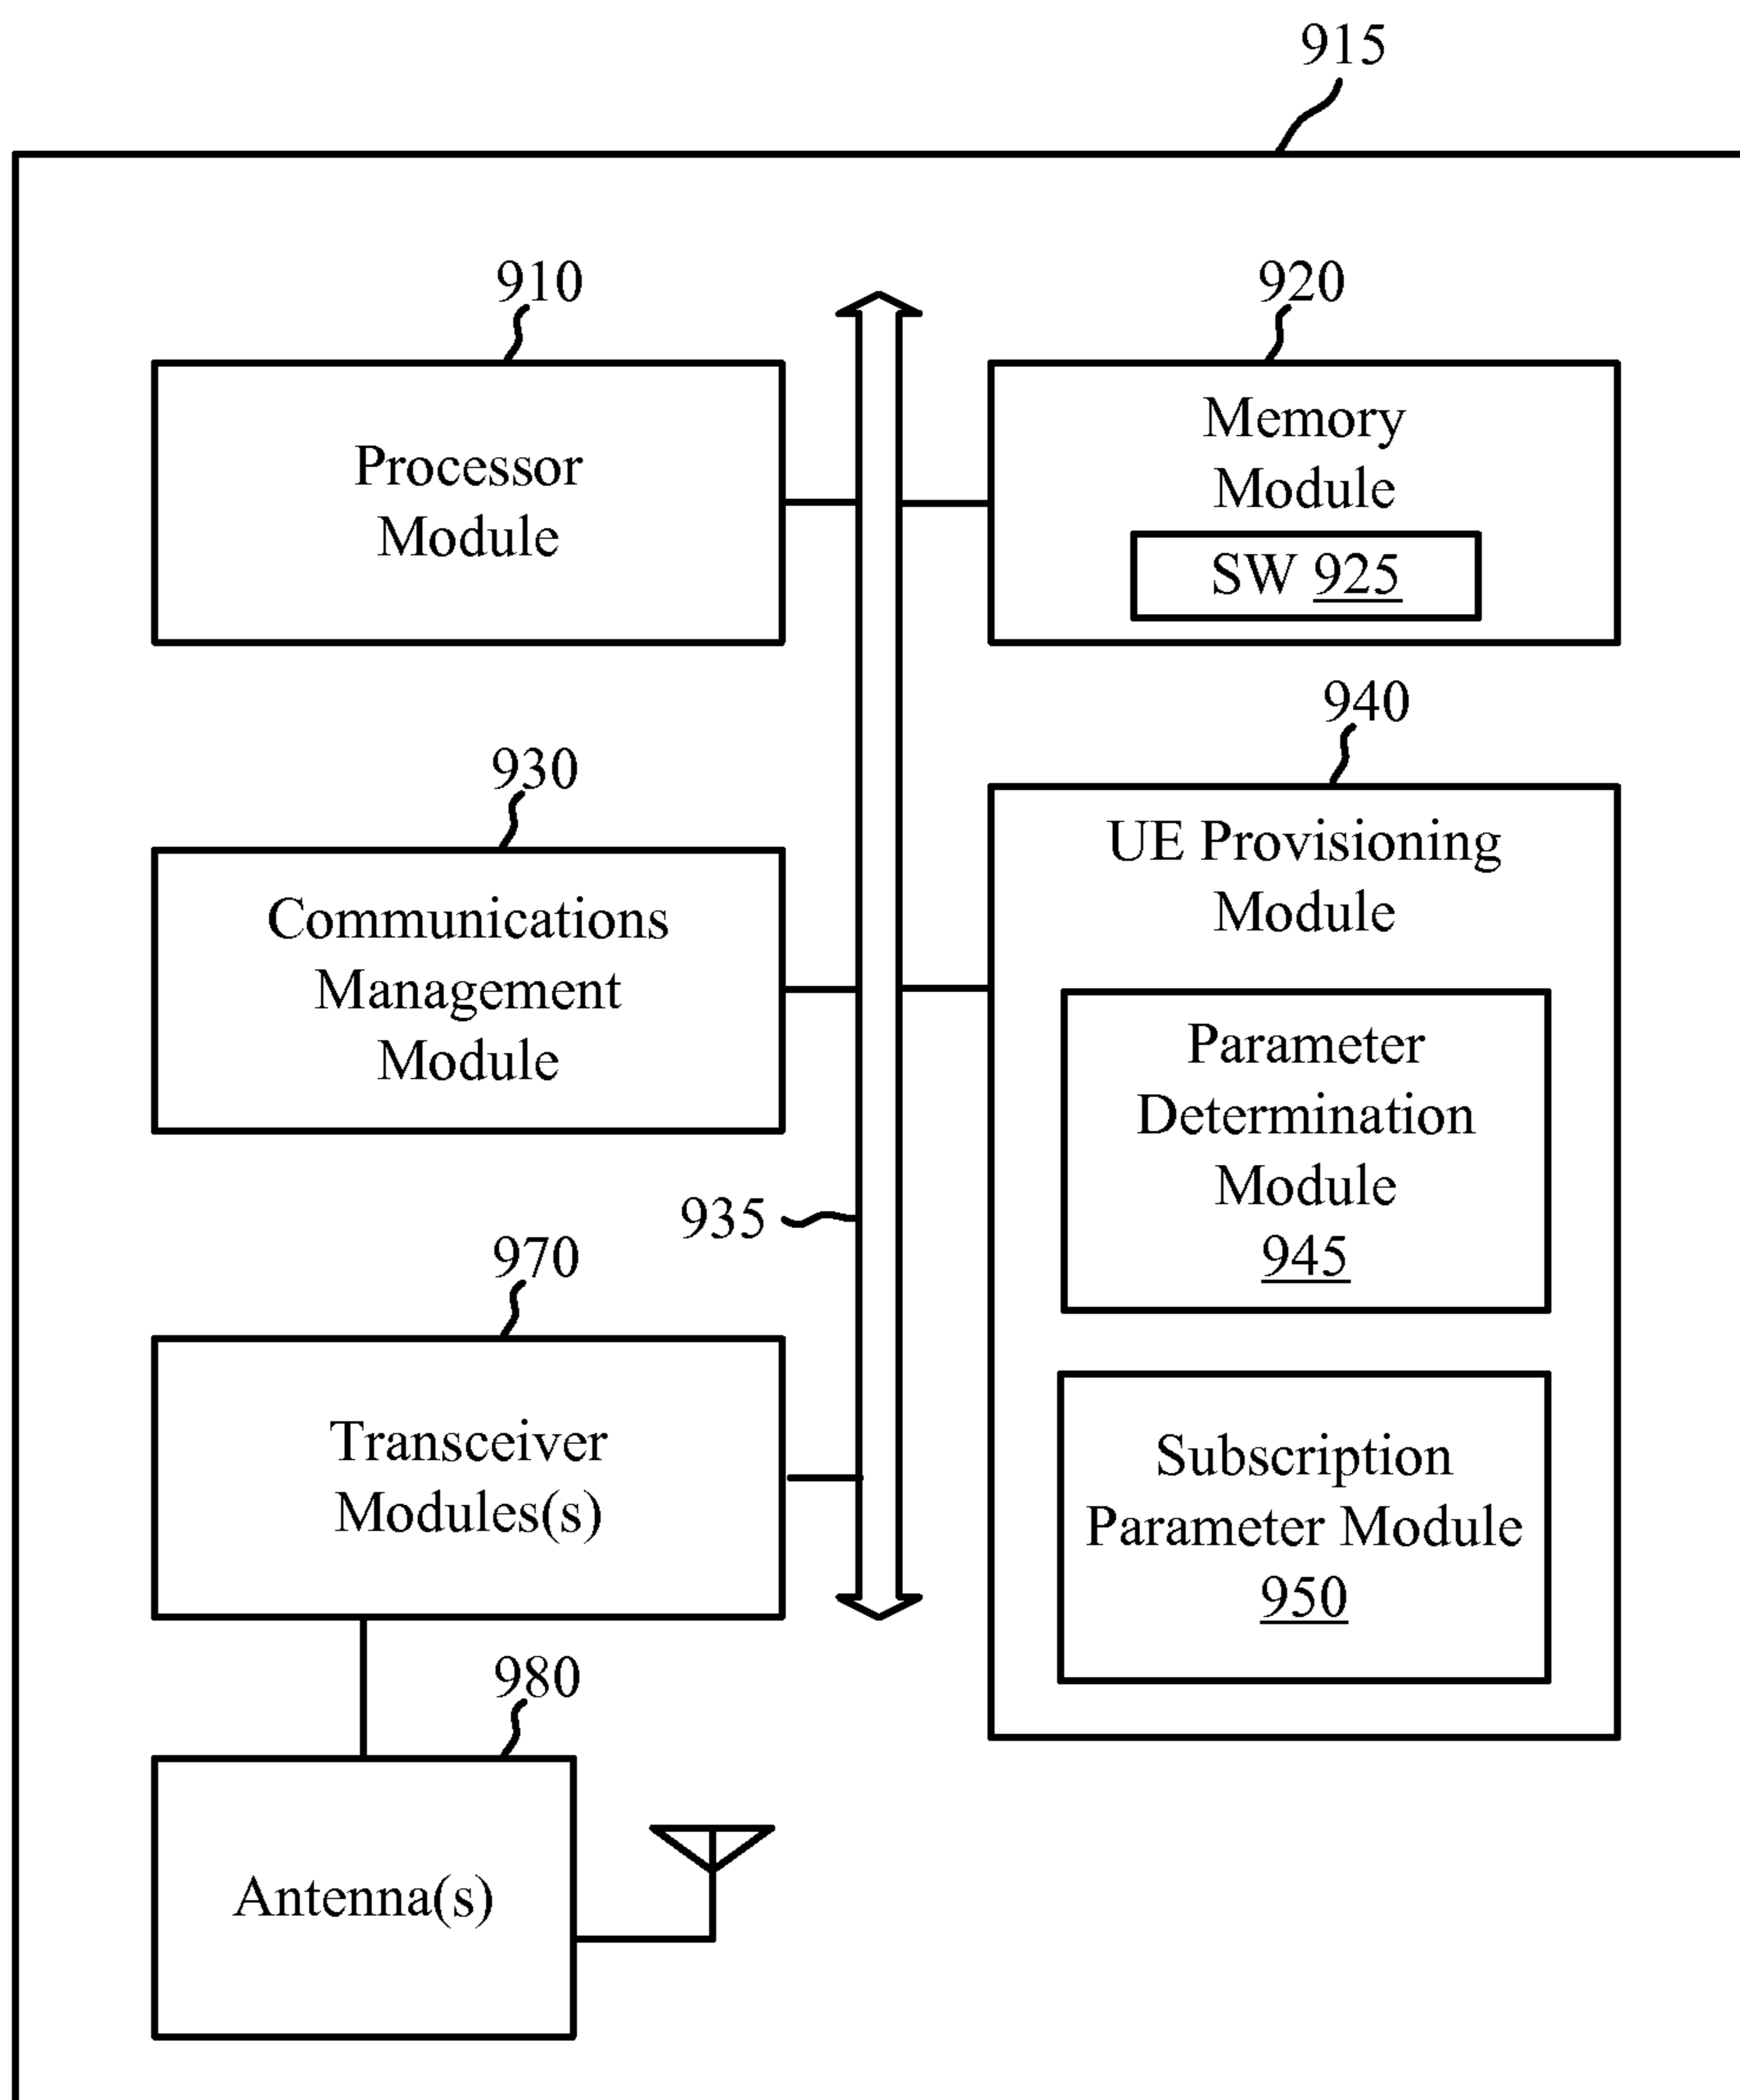 915
910
Processor
Module
920
Memory
Module
SW 925
930
Communications
Management
Module
940
UE Provisioning
Module
Parameter
Determination
Module
945
Subscription
Parameter Module
950
935
970
Transceiver
Modules(s)
980
Antenna(s)